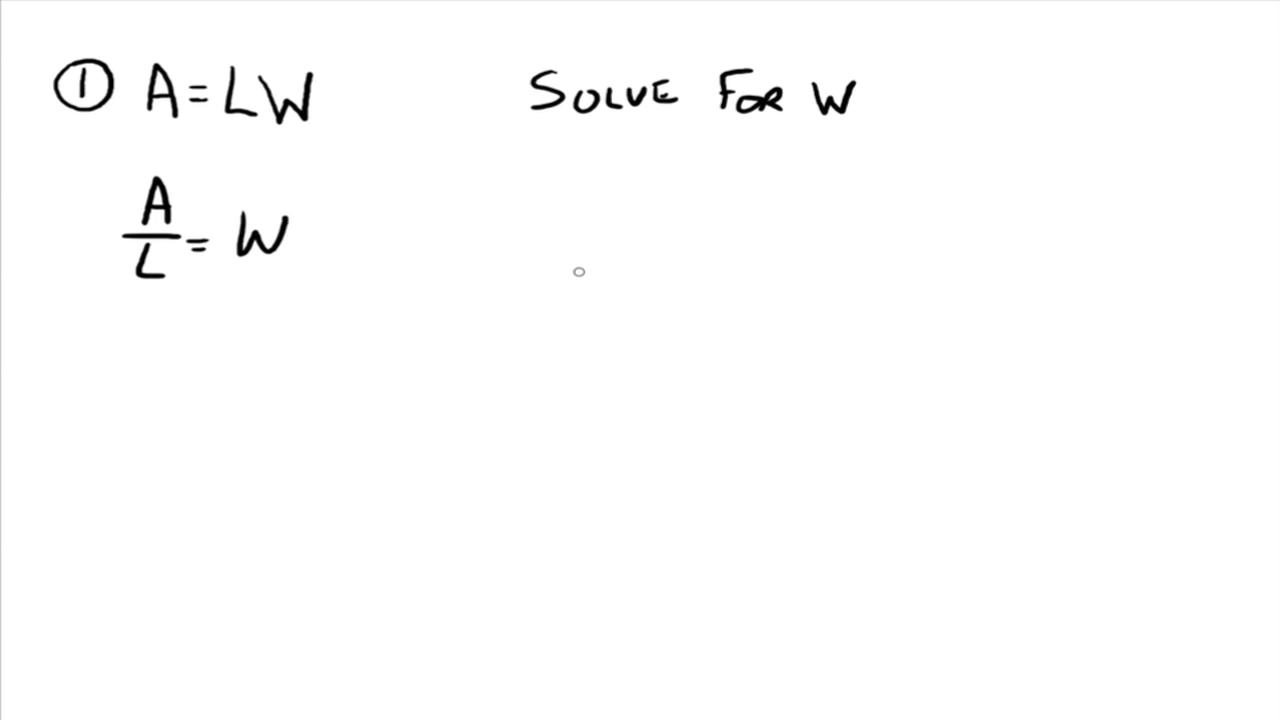 ① A = LW SOLVE FOR W
A/L = W